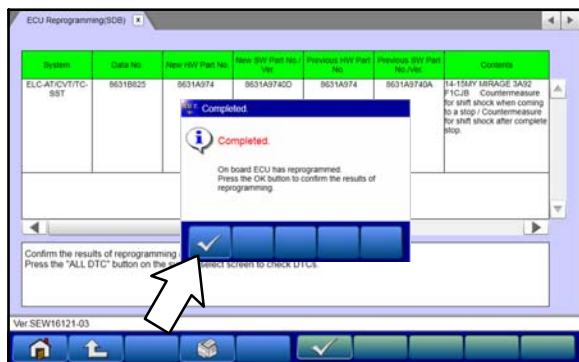 ECU Reprogramming(SDB)
System Data No. New HW Part No. New SW Part No./Ver. Previous HW Part No. Previous SW Part No./Ver. Contents
ELC-AT/CVT/TC-SST 8631B625 8631A974 8631A9740D 8631A974 8631A9740A 14-15MY MIRAGE 3A92
F1CJB Countermeasure
for shift shock when coming
to a stop / Countermeasure
for shift shock after complete
stop.
Completed.
Completed.
On board ECU has reprogrammed.
Press the OK button to confirm the results of
reprogramming.
Confirm the results of reprogramming
Press the "ALL DTC" button on the select screen to check DTCs.
Ver.SEW16121-03